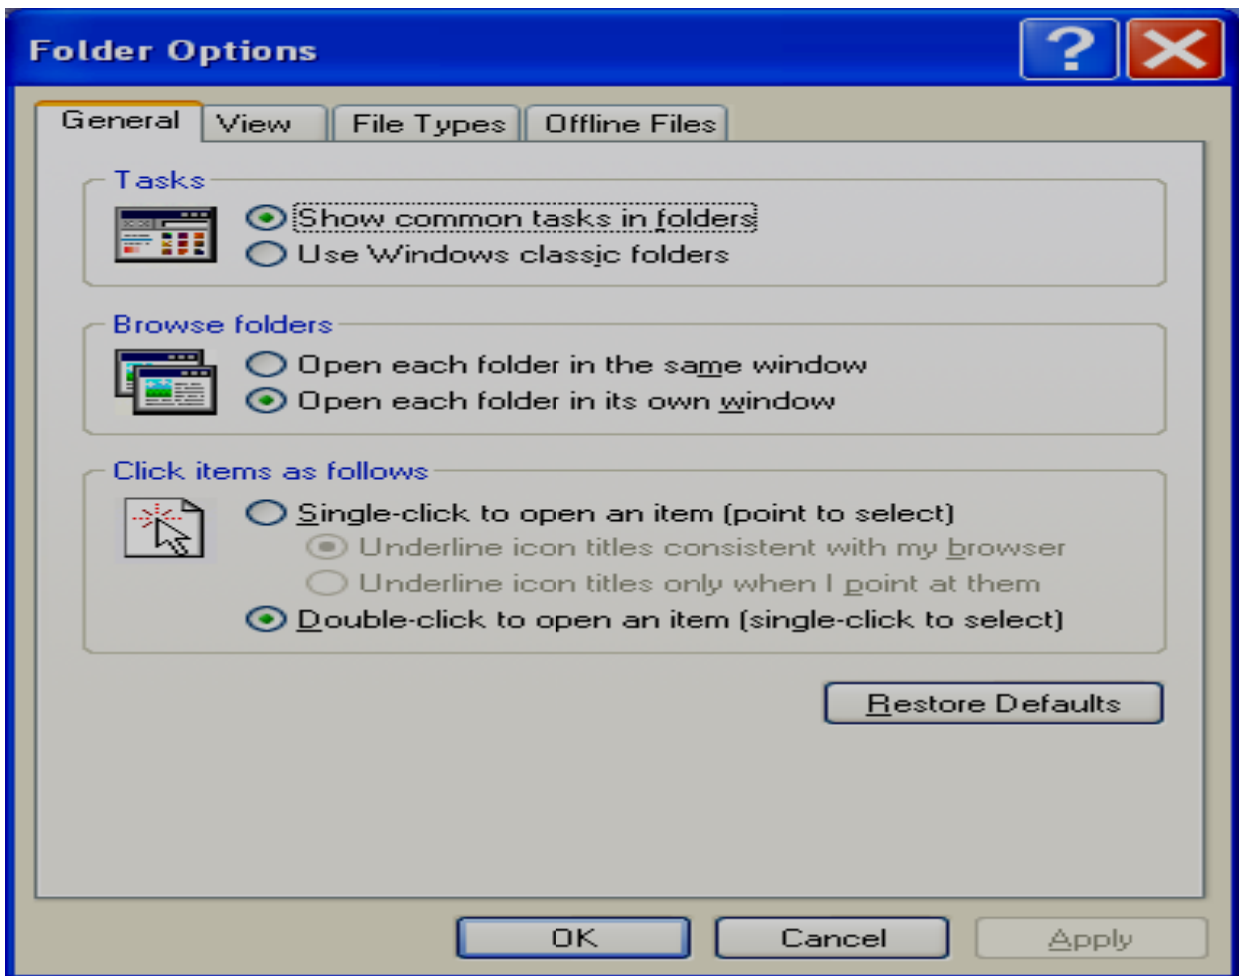 Folder Options
General View File Types Offline Files
Tasks
Show common tasks in folders
Use Windows classic folders
Browse folders
Open each folder in the same window
Open each folder in its own window
Click items as follows
Single-click to open an item (point to select)
Underline icon titles consistent with my browser
Underline icon titles only when I point at them
Double-click to open an item (single-click to select)
Restore Defaults
OK Cancel Apply